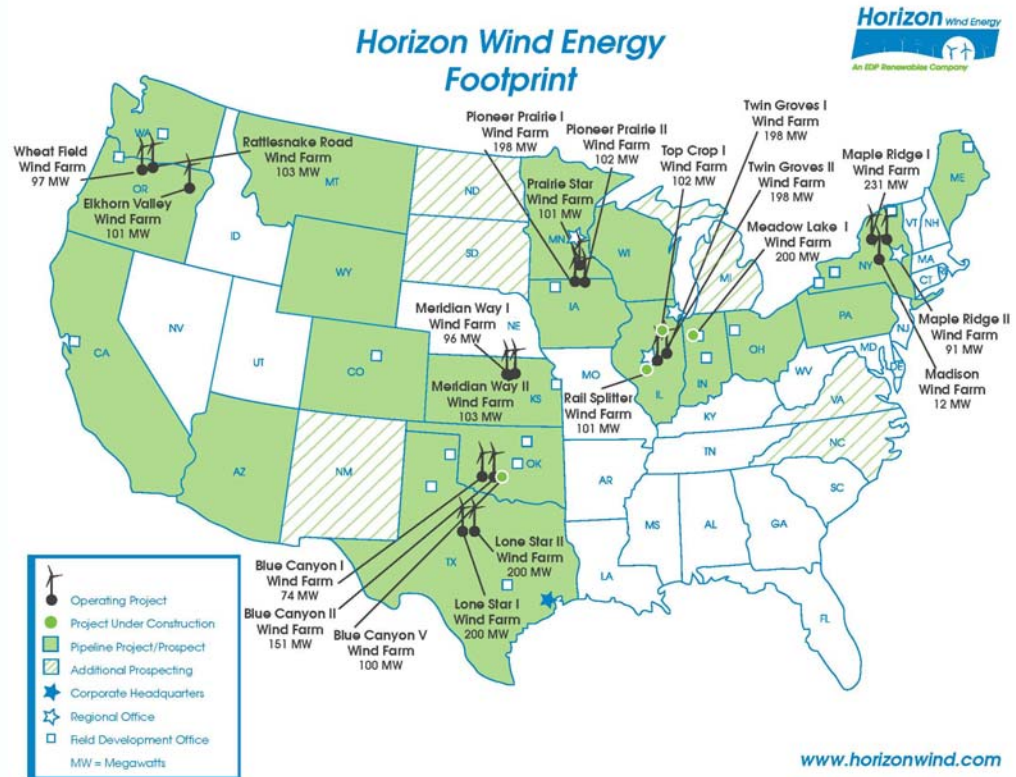 Horizon Wind Energy
An EDP Renewables Company
Horizon Wind Energy
Footprint
Wheat Field
Wind Farm
97 MW
Rattlesnake Road
Wind Farm
103 MW
Elkhorn Valley
Wind Farm
101 MW
Pioneer Prairie I
Wind Farm
198 MW
Pioneer Prairie II
Wind Farm
102 MW
Prairie Star
Wind Farm
101 MW
Top Crop I
Wind Farm
102 MW
Twin Groves I
Wind Farm
198 MW
Twin Groves II
Wind Farm
198 MW
Meadow Lake I
Wind Farm
200 MW
Maple Ridge I
Wind Farm
231 MW
Maple Ridge II
Wind Farm
91 MW
Madison
Wind Farm
12 MW
Meridian Way I
Wind Farm
96 MW
Meridian Way II
Wind Farm
103 MW
Rail Splitter
Wind Farm
101 MW
Blue Canyon I
Wind Farm
74 MW
Blue Canyon II
Wind Farm
151 MW
Blue Canyon V
Wind Farm
100 MW
Lone Star I
Wind Farm
200 MW
Lone Star II
Wind Farm
200 MW
WA
OR
ID
MT
ND
SD
WY
NV
UT
CA
CO
AZ
NM
NE
KS
OK
TX
MN
IA
MO
AR
LA
WI
IL
IN
MI
OH
KY
TN
MS
AL
GA
FL
SC
NC
VA
WV
PA
NY
VT
NH
ME
MA
CT
RI
NJ
MD
DE
Operating Project
Project Under Construction
Pipeline Project/Prospect
Additional Prospecting
Corporate Headquarters
Regional Office
Field Development Office
MW = Megawatts
www.horizonwind.com